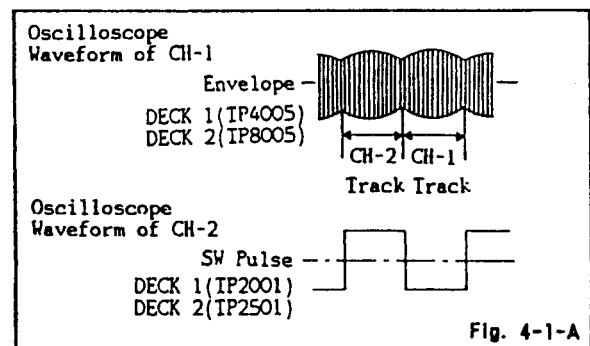 Oscilloscope
Waveform of CH-1
Envelope
DECK 1(TP4005)
DECK 2(TP8005)
CH-2 CH-1
Track Track
Oscilloscope
Waveform of CH-2
SW Pulse
DECK 1(TP2001)
DECK 2(TP2501)
Fig. 4-1-A